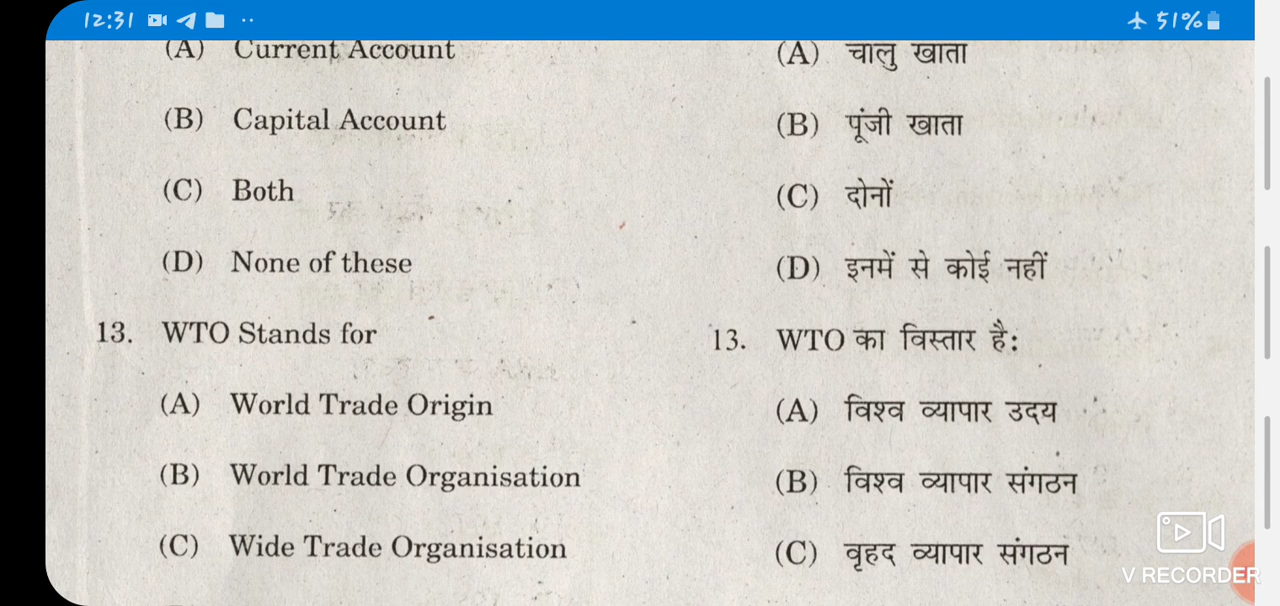 12:31
51%
(A) Current Account
(B) Capital Account
(C) Both
(D) None of these
13. WTO Stands for
(A) World Trade Origin
(B) World Trade Organisation
(C) Wide Trade Organisation
(A) चालु खाता
(B) पूंजी खाता
(C) दोनों
(D) इनमें से कोई नहीं
13. WTO का विस्तार है:
(A) विश्व व्यापार उदय
(B) विश्व व्यापार संगठन
(C) वृहद व्यापार संगठन
V RECORDER